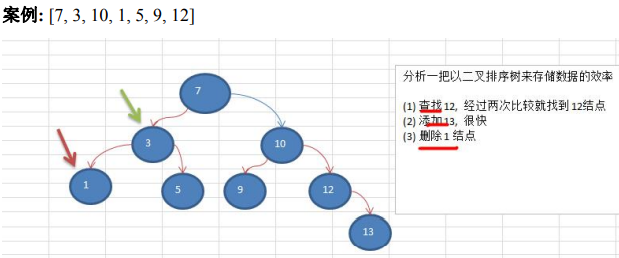 案例: [7, 3, 10, 1, 5, 9, 12]
7
3
10
1
5
9
12
13
分析一把以二叉排序树来存储数据的效率
(1) 查找12, 经过两次比较就找到12结点
(2) 添加13, 很快
(3) 删除1 结点